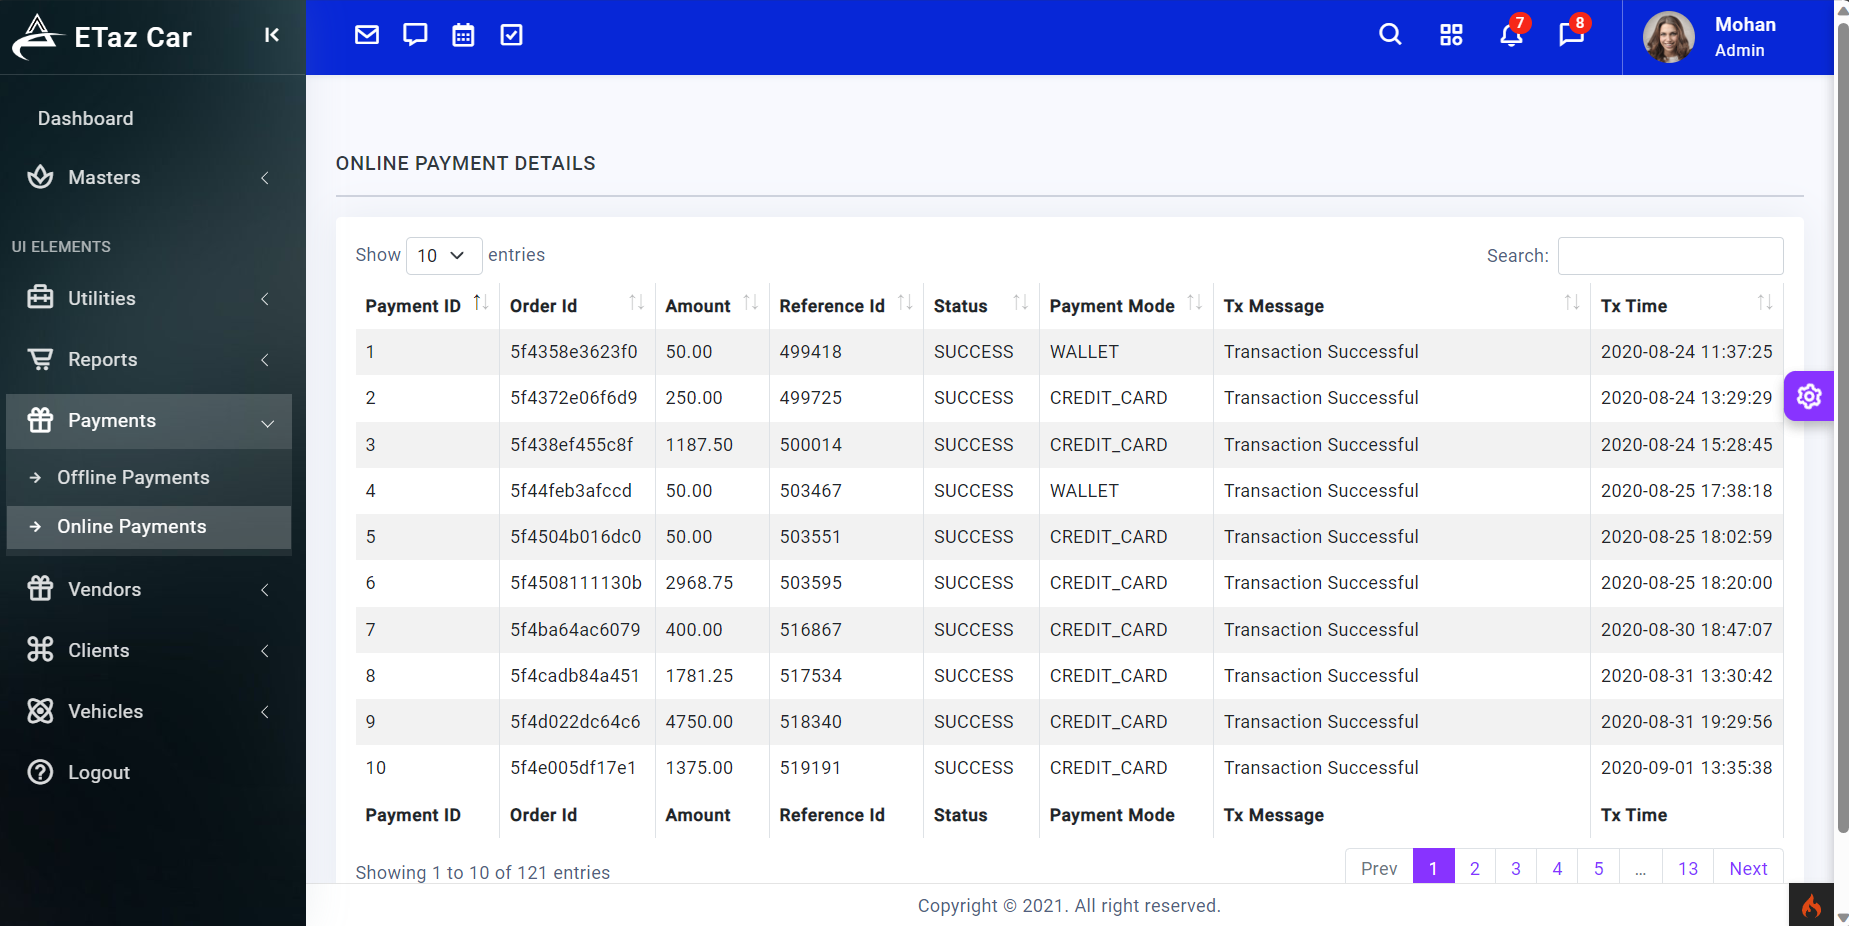 ETaz Car
7
8
Mohan
Admin
Dashboard
Masters
UI ELEMENTS
Utilities
Reports
Payments
Offline Payments
Online Payments
Vendors
Clients
Vehicles
Logout
ONLINE PAYMENT DETAILS
Show 10 entries
Search:
Payment ID Order Id Amount Reference Id Status Payment Mode Tx Message Tx Time
1 5f4358e3623f0 50.00 499418 SUCCESS WALLET Transaction Successful 2020-08-24 11:37:25
2 5f4372e06f6d9 250.00 499725 SUCCESS CREDIT_CARD Transaction Successful 2020-08-24 13:29:29
3 5f438ef455c8f 1187.50 500014 SUCCESS CREDIT_CARD Transaction Successful 2020-08-24 15:28:45
4 5f44feb3afccd 50.00 503467 SUCCESS WALLET Transaction Successful 2020-08-25 17:38:18
5 5f4504b016dc0 50.00 503551 SUCCESS CREDIT_CARD Transaction Successful 2020-08-25 18:02:59
6 5f4508111130b 2968.75 503595 SUCCESS CREDIT_CARD Transaction Successful 2020-08-25 18:20:00
7 5f4ba64ac6079 400.00 516867 SUCCESS CREDIT_CARD Transaction Successful 2020-08-30 18:47:07
8 5f4cadb84a451 1781.25 517534 SUCCESS CREDIT_CARD Transaction Successful 2020-08-31 13:30:42
9 5f4d022dc64c6 4750.00 518340 SUCCESS CREDIT_CARD Transaction Successful 2020-08-31 19:29:56
10 5f4e005df17e1 1375.00 519191 SUCCESS CREDIT_CARD Transaction Successful 2020-09-01 13:35:38
Payment ID Order Id Amount Reference Id Status Payment Mode Tx Message Tx Time
Showing 1 to 10 of 121 entries
Prev 1 2 3 4 5 … 13 Next
Copyright © 2021. All right reserved.